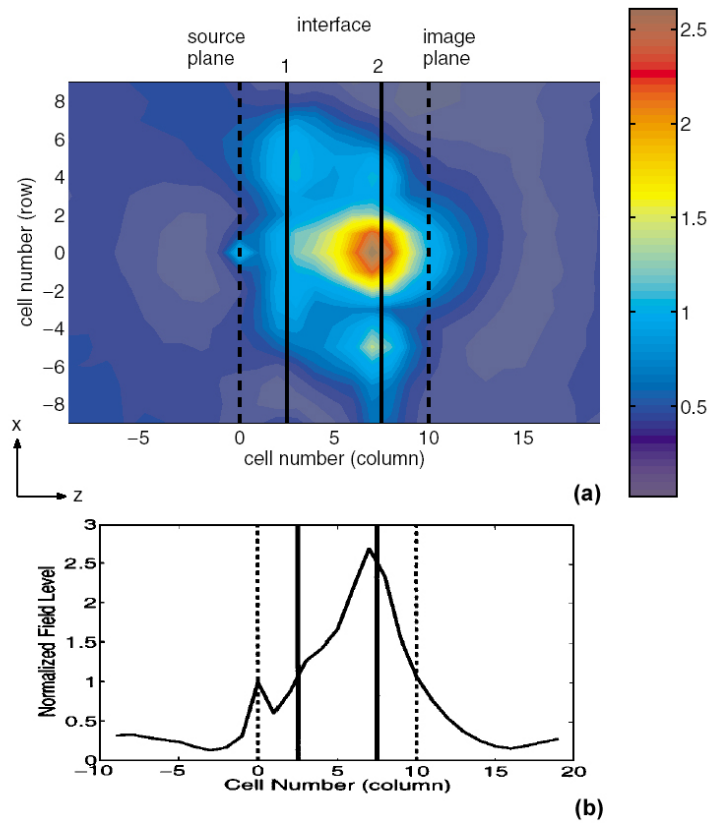 source plane
interface
image plane
1 2
8
6
4
2
0
−2
−4
−6
−8
cell number (row)
2.5
2
1.5
1
0.5
−5 0 5 10 15
cell number (column)
X
Z
(a)
3
2.5
2
1.5
1
0.5
0
Normalized Field Level
−10 −5 0 5 10 15 20
Cell Number (column)
(b)